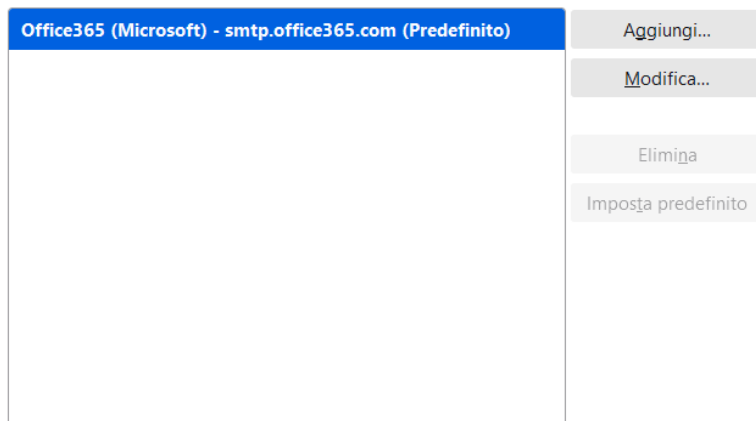 Office365 (Microsoft) - smtp.office365.com (Predefinito)
Aggiungi...
Modifica...
Elimina
Imposta predefinito